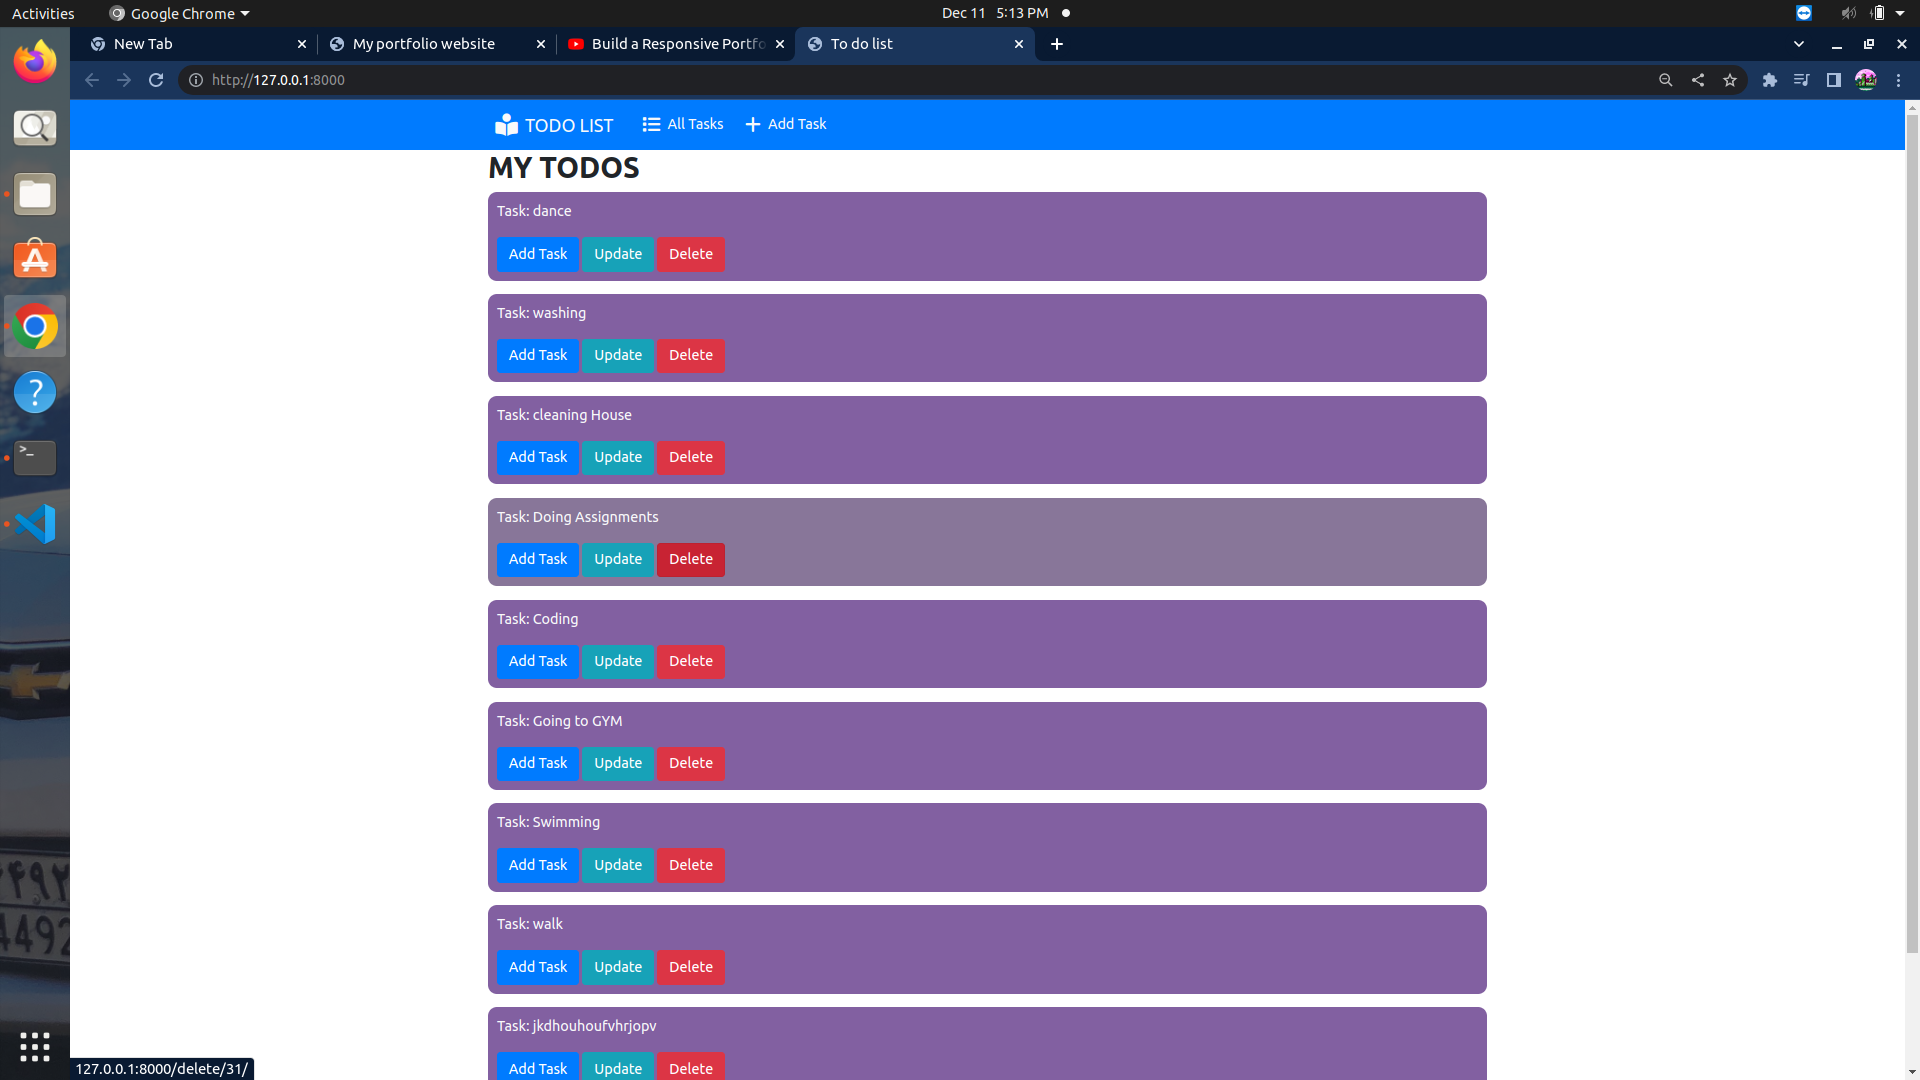 Activities Google Chrome Dec 11 5:13 PM
New Tab My portfolio website Build a Responsive Portfo To do list
http://127.0.0.1:8000
TODO LIST All Tasks Add Task
MY TODOS
Task: dance
Add Task Update Delete
Task: washing
Add Task Update Delete
Task: cleaning House
Add Task Update Delete
Task: Doing Assignments
Add Task Update Delete
Task: Coding
Add Task Update Delete
Task: Going to GYM
Add Task Update Delete
Task: Swimming
Add Task Update Delete
Task: walk
Add Task Update Delete
Task: jkdhouhoufvhrjopv
Add Task Update Delete
127.0.0.1:8000/delete/31/